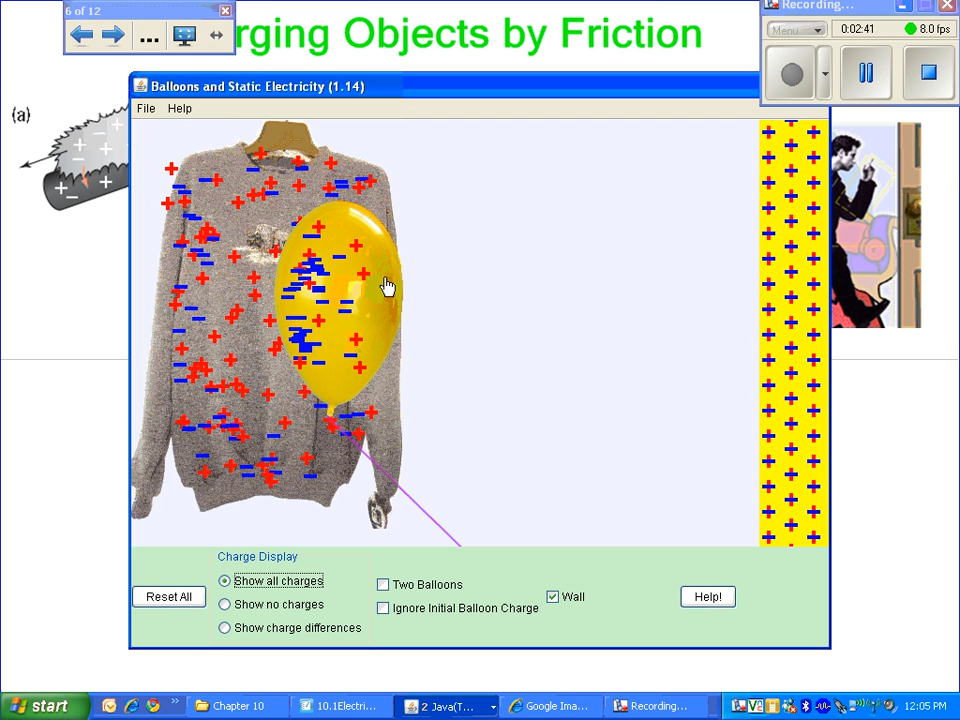 6 of 12
rging Objects by Friction
Recording...
Menu
0:02:41
8.0 fps
...
(a)
Balloons and Static Electricity (1.14)
File Help
Charge Display
Reset All
Show all charges
Show no charges
Show charge differences
Two Balloons
Ignore Initial Balloon Charge
Wall
Help!
start
»
Chapter 10
10.1Electri...
2 Java(T...
Google Ima...
Recording...
12:05 PM